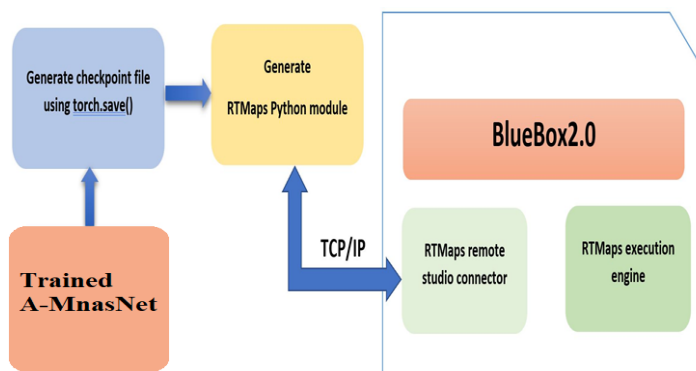 Generate checkpoint file
using torch.save()
Generate
RTMaps Python module
BlueBox2.0
Trained
A-MnasNet
TCP/IP
RTMaps remote
studio connector
RTMaps execution
engine